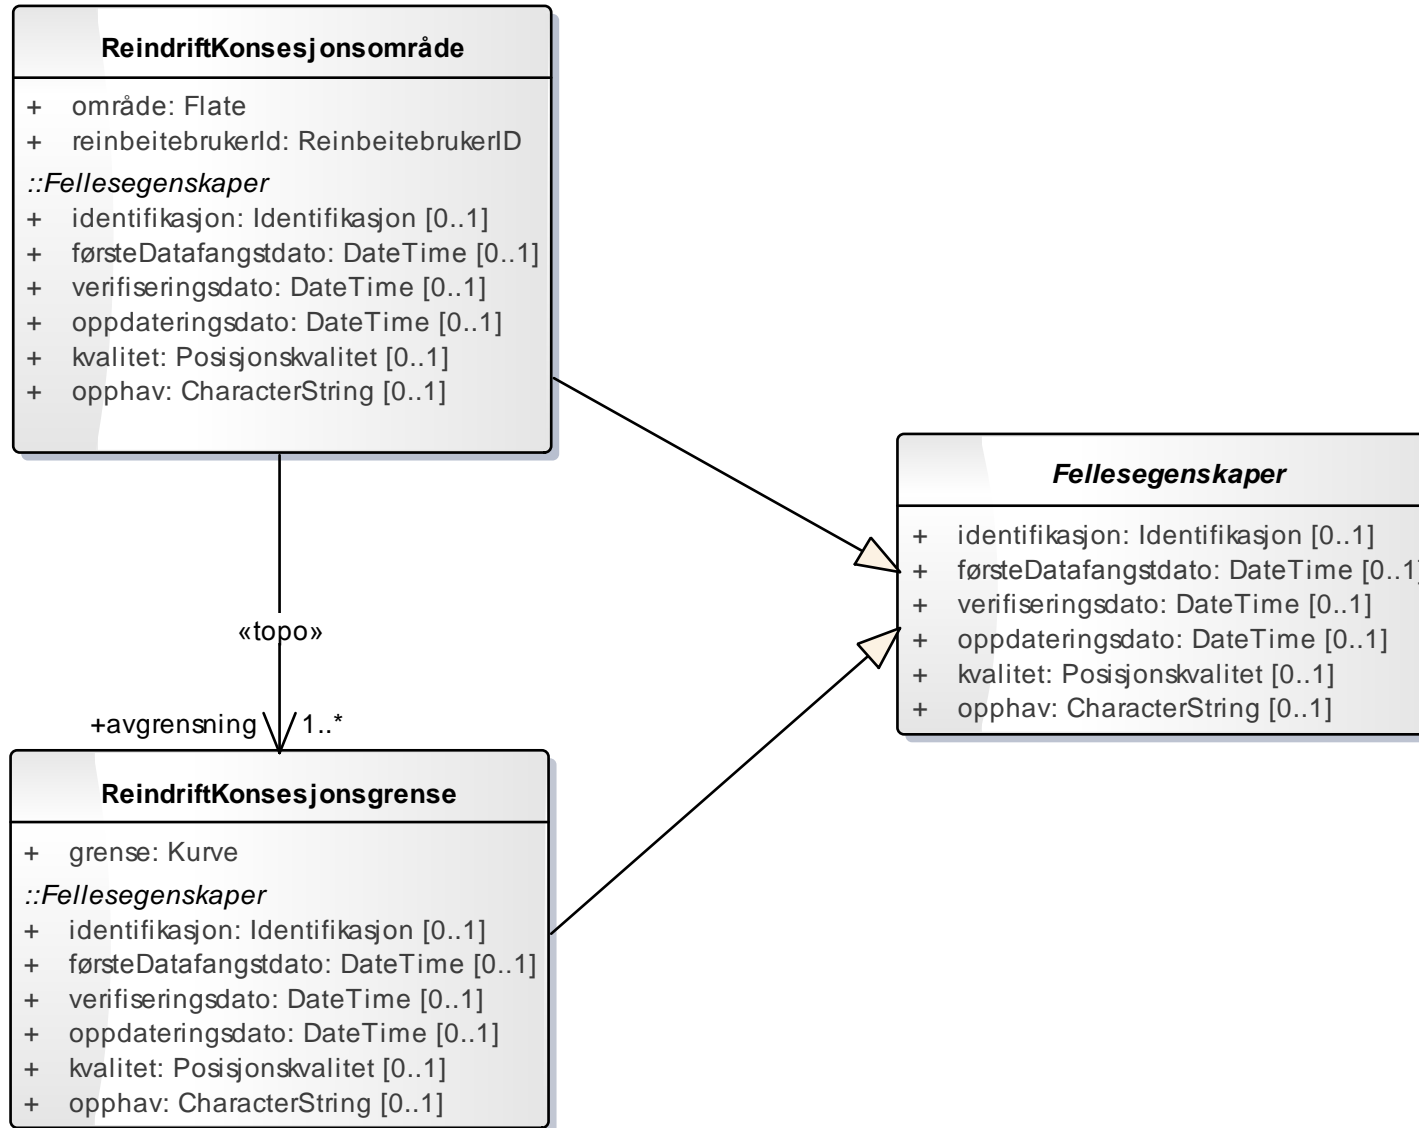 ReindriftKonsesjonsområde
+ område: Flate
+ reinbeitebrukerId: ReinbeitebrukerID
::Fellesegenskaper
+ identifikasjon: Identifikasjon [0..1]
+førsteDatafangstdato: DateTime [0..1]
+ verifiseringsdato: DateTime [0..1]
+ oppdateringsdato: DateTime [0..1]
+ kvalitet: Posisjonskvalitet [0..1]
+ opphav: CharacterString [0..1]
«topo»
+avgrensning 1..*
ReindriftKonsesjonsgrense
+ grense: Kurve
::Fellesegenskaper
+ identifikasjon: Identifikasjon [0..1]
+ førsteDatafangstdato: DateTime [0..1]
+ verifiseringsdato: DateTime [0..1]
+ oppdateringsdato: DateTime [0..1]
+ kvalitet: Posisjonskvalitet [0..1]
+ opphav: CharacterString [0..1]
Fellesegenskaper
+ identifikasjon: Identifikasjon [0..1]
+ førsteDatafangstdato: DateTime [0..1]
+ verifiseringsdato: DateTime [0..1]
+ oppdateringsdato: DateTime [0..1]
+ kvalitet: Posisjonskvalitet [0..1]
+ opphav: CharacterString [0..1]